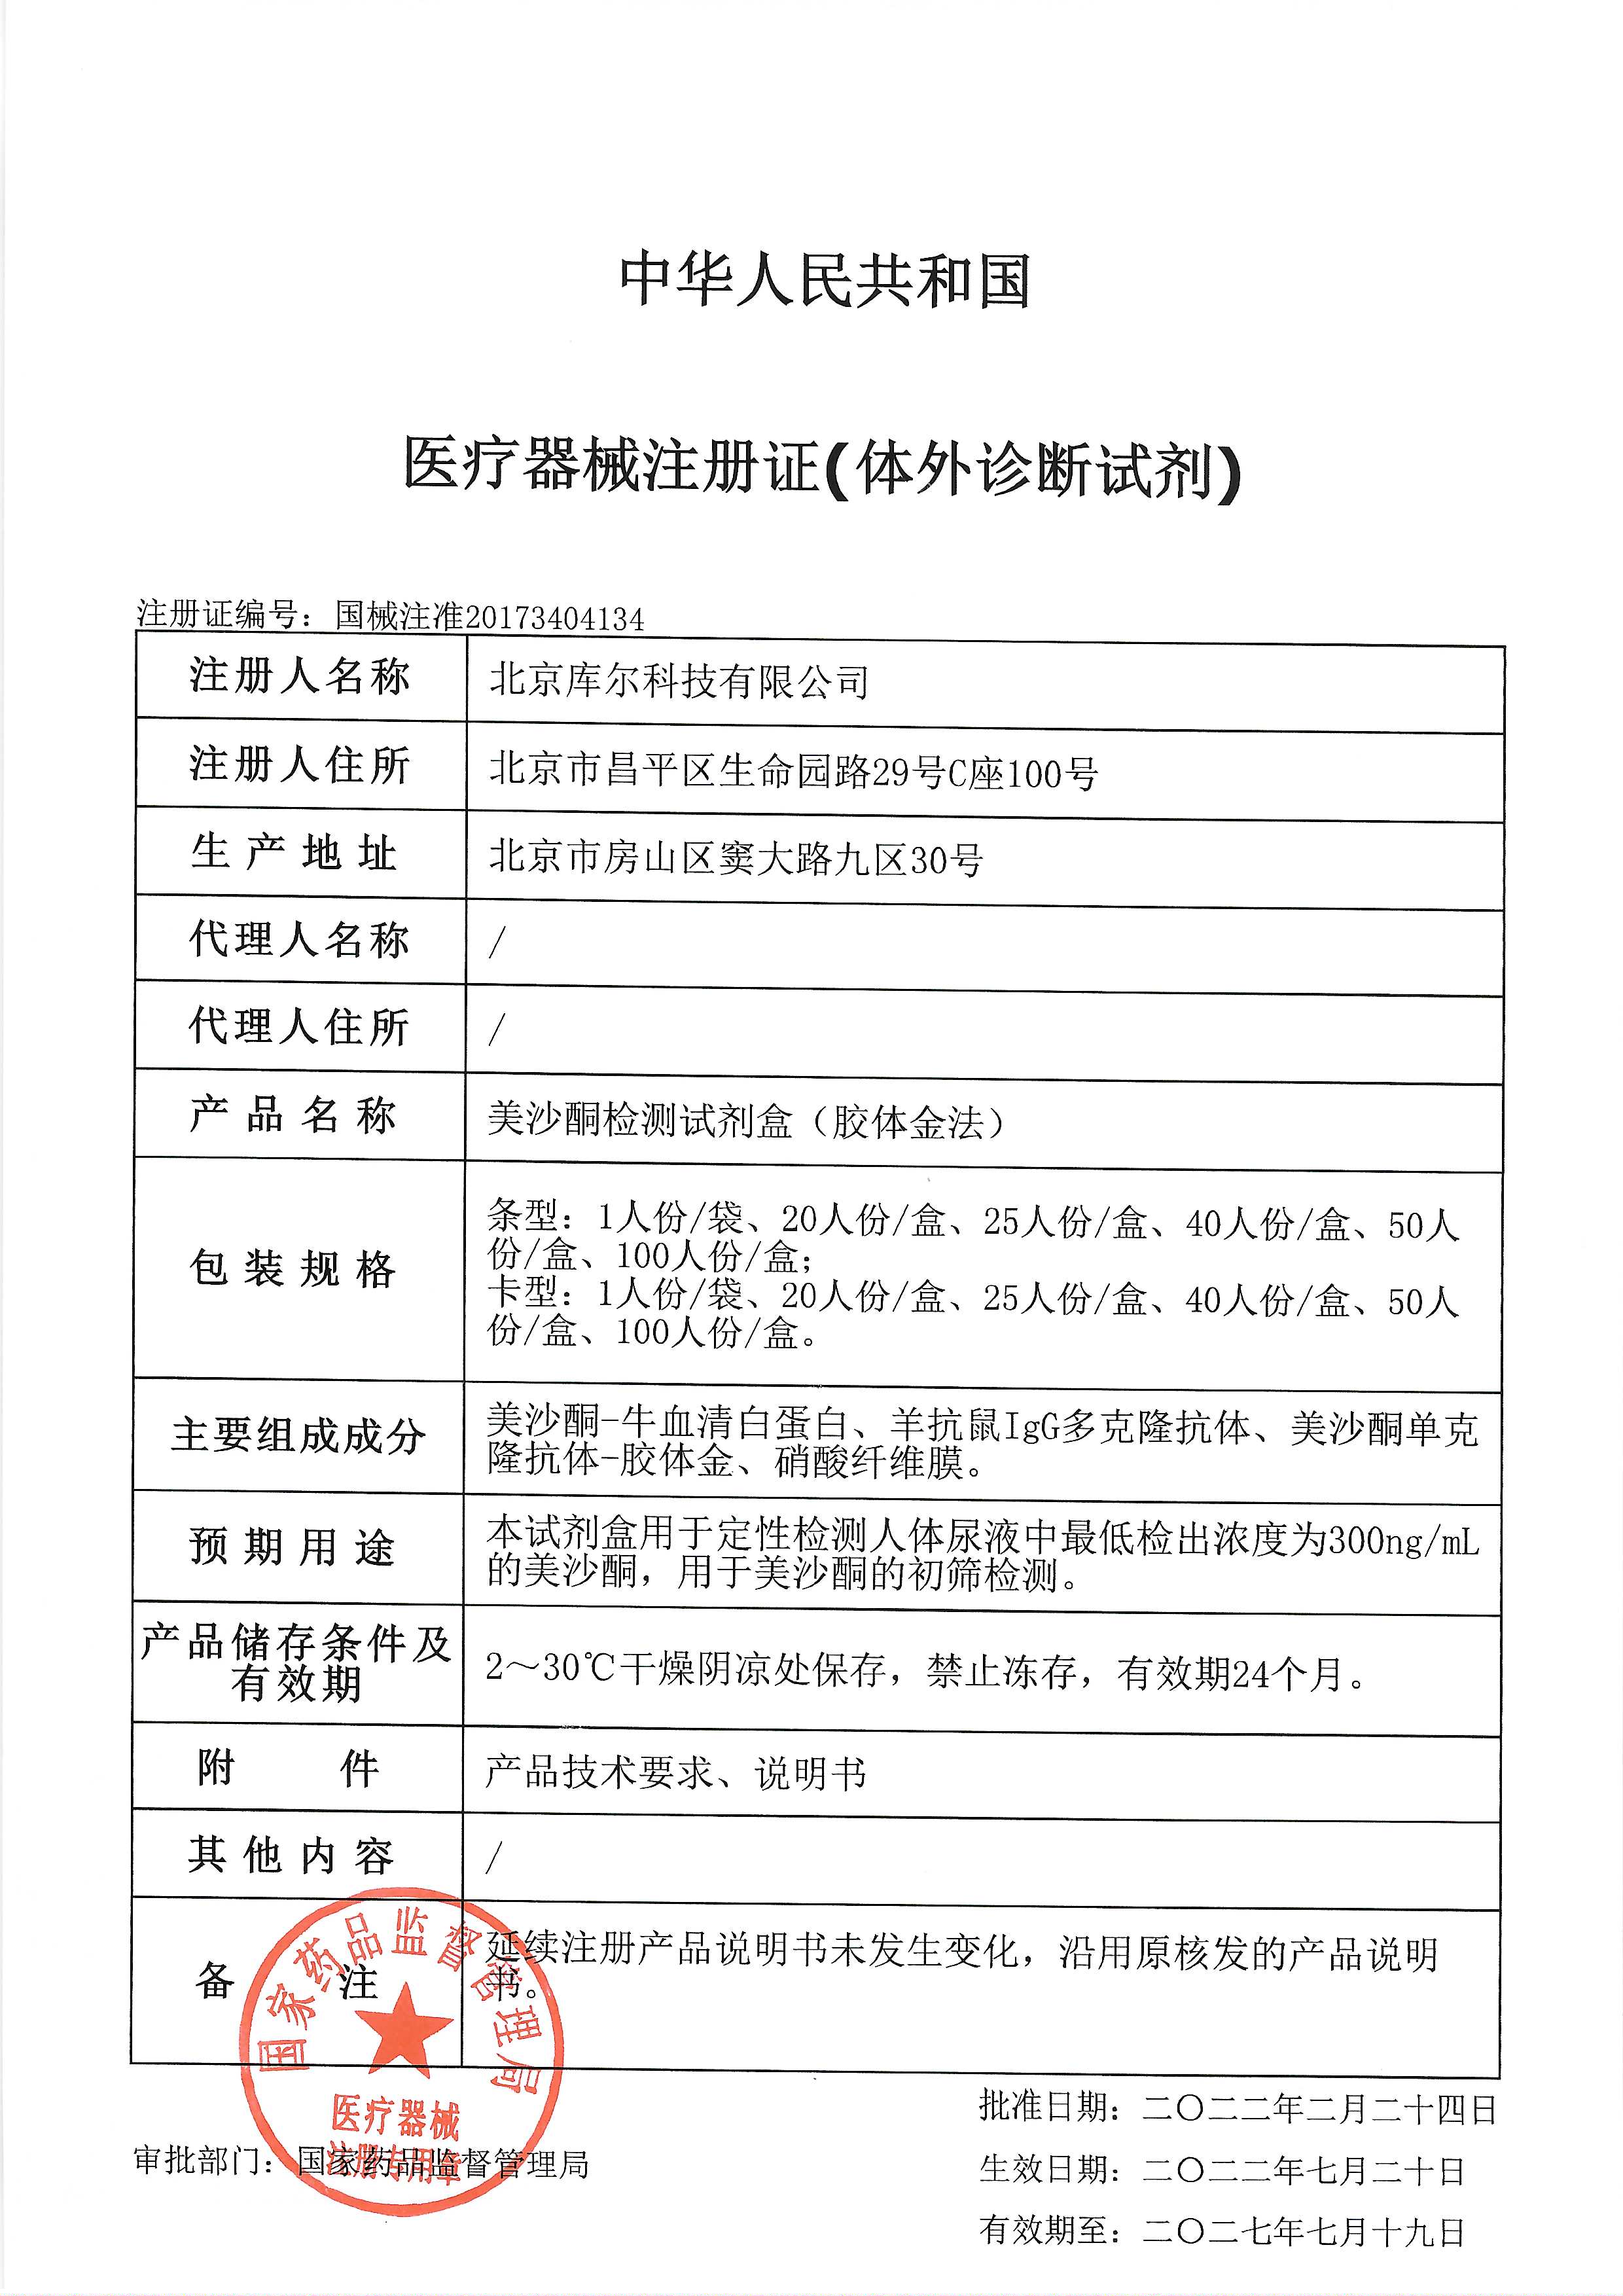 中华人民共和国
医疗器械注册证(体外诊断试剂)
注册证编号：国械注准20173404134
注册人名称 北京库尔科技有限公司
注册人住所 北京市昌平区生命园路29号C座100号
生产地址 北京市房山区窦大路九区30号
代理人名称 /
代理人住所 /
产品名称 美沙酮检测试剂盒（胶体金法）
包装规格
条型：1人份/袋、20人份/盒、25人份/盒、40人份/盒、50人
份/盒、100人份/盒；
卡型：1人份/袋、20人份/盒、25人份/盒、40人份/盒、50人
份/盒、100人份/盒。
主要组成成分
美沙酮-牛血清白蛋白、羊抗鼠IgG多克隆抗体、美沙酮单克
隆抗体-胶体金、硝酸纤维膜。
预期用途
本试剂盒用于定性检测人体尿液中最低检出浓度为300ng/mL
的美沙酮，用于美沙酮的初筛检测。
产品储存条件及
有效期
2～30℃干燥阴凉处保存，禁止冻存，有效期24个月。
附件 产品技术要求、说明书
其他内容 /
备注
延续注册产品说明书未发生变化，沿用原核发的产品说明
书。
国家药品监督管理局
医疗器械
注册专用章
审批部门：国家药品监督管理局
批准日期：二〇二二年二月二十四日
生效日期：二〇二二年七月二十日
有效期至：二〇二七年七月十九日